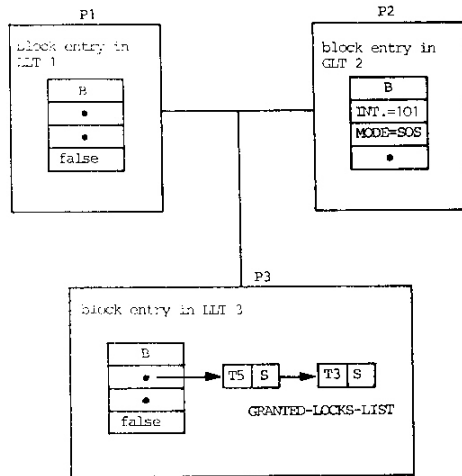 P1
block entry in
LLT 1
B
false
P2
block entry in
GLT 2
B
INT.=101
MODE=SOS
P3
block entry in LLT 3
B
T5 S
T3 S
GRANTED-LOCKS-LIST
false